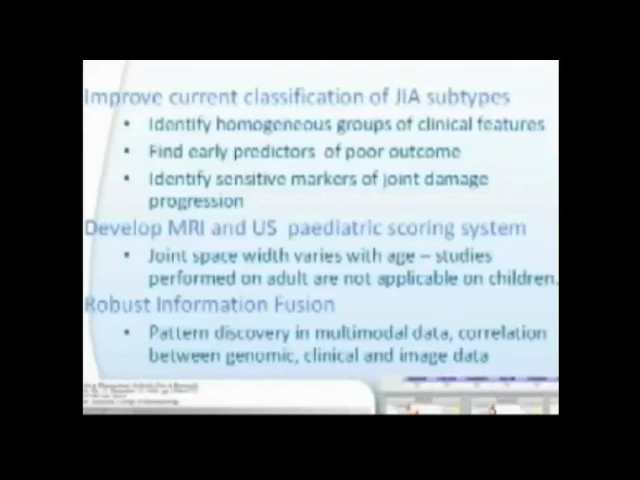 Improve current classification of JIA subtypes
• Identify homogeneous groups of clinical features
• Find early predictors of poor outcome
• Identify sensitive markers of joint damage
progression
Develop MRI and US paediatric scoring system
• Joint space width varies with age – studies
performed on adult are not applicable on children.
Robust Information Fusion
• Pattern discovery in multimodal data, correlation
between genomic, clinical and image data